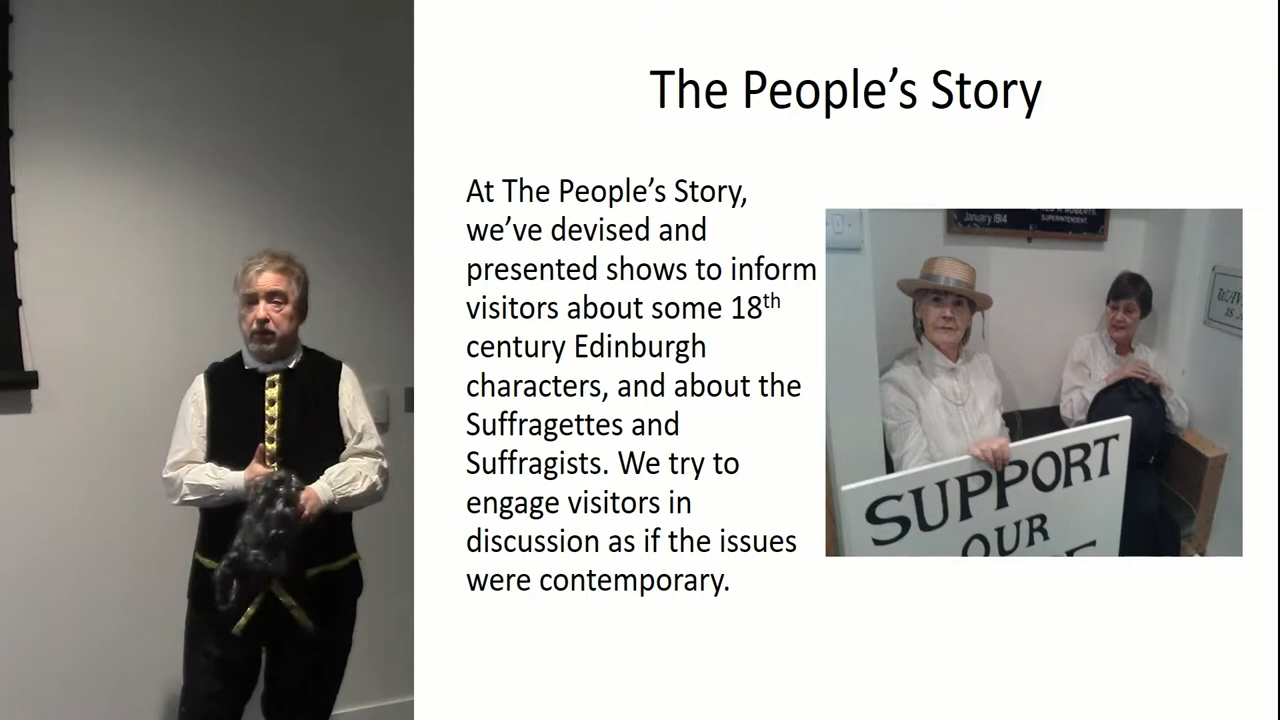 The People’s Story
At The People’s Story,
we’ve devised and
presented shows to inform
visitors about some 18th
century Edinburgh
characters, and about the
Suffragettes and
Suffragists. We try to
engage visitors in
discussion as if the issues
were contemporary.
January 1914
ROBERTS.
SUPERINTENDENT
SUPPORT
OUR